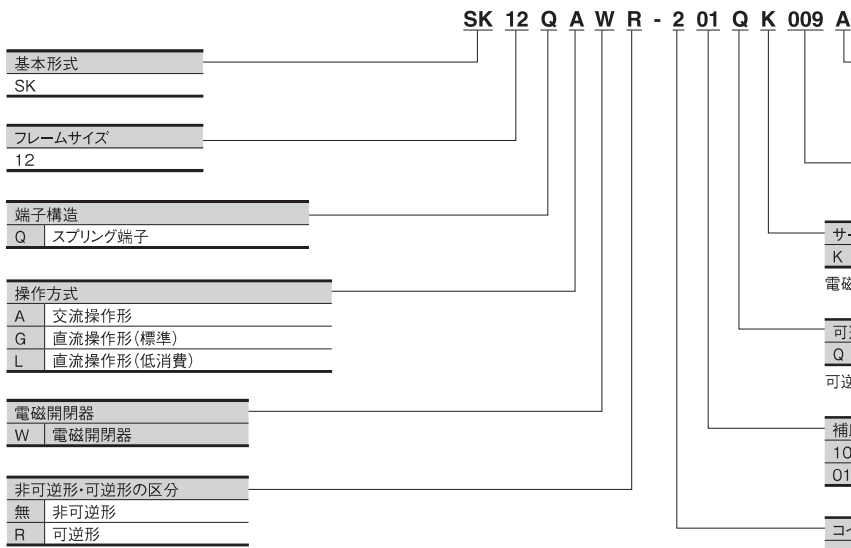 SK 12 Q A W R - 2 01 Q K 009 A
基本形式
SK
フレームサイズ
12
端子構造
Q スプリング端子
操作方式
A 交流操作形
G 直流操作形(標準)
L 直流操作形(低消費)
電磁開閉器
W 電磁開閉器
非可逆形・可逆形の区分
無 非可逆形
R 可逆形
サー
K
電磁
Q
可逆
10
01
コイ